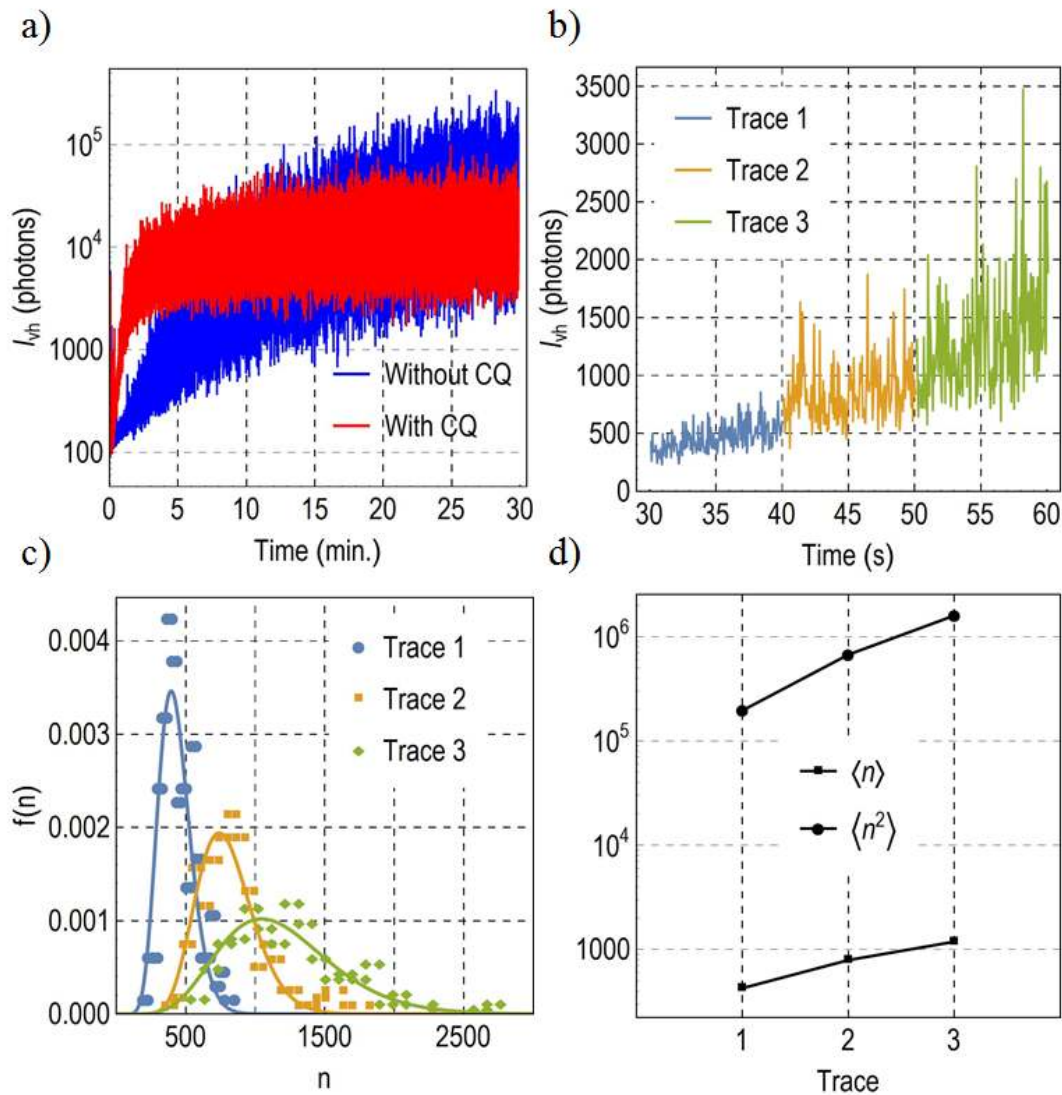 a)
10^5
10^4
1000
100
I_vh (photons)
Without CQ
With CQ
0 5 10 15 20 25 30
Time (min.)
b)
3500
3000
2500
2000
1500
1000
500
0
I_vh (photons)
Trace 1
Trace 2
Trace 3
30 35 40 45 50 55 60
Time (s)
c)
0.004
0.003
0.002
0.001
0.000
f(n)
Trace 1
Trace 2
Trace 3
500 1000 1500 2000 2500
n
d)
10^6
10^5
10^4
1000
⟨n⟩
⟨n^2⟩
1 2 3
Trace